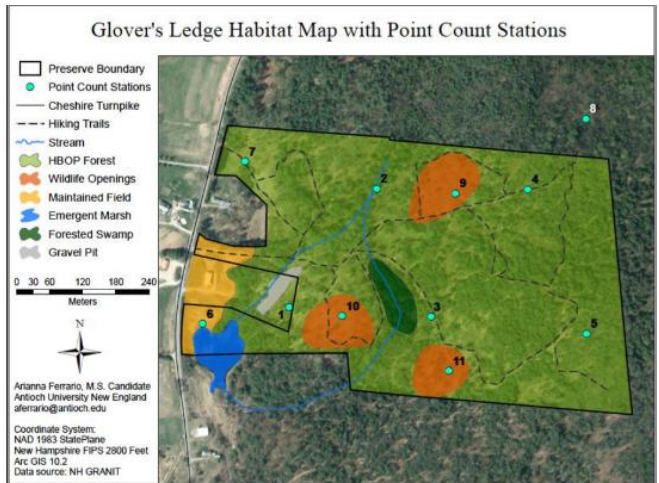 Glover's Ledge Habitat Map with Point Count Stations
Preserve Boundary
Point Count Stations
Cheshire Turnpike
Hiking Trails
Stream
HBOP Forest
Wildlife Openings
Maintained Field
Emergent Marsh
Forested Swamp
Gravel Pit
0 30 60 120 180 240
Meters
N
Arianna Ferrario, M.S. Candidate
Antioch University New England
aferrario@antioch.edu
Coordinate System:
NAD 1983 StatePlane
New Hampshire FIPS 2800 Feet
Arc GIS 10.2
Data source: NH GRANIT
8
7
2
9
4
1
10
3
6
5
11